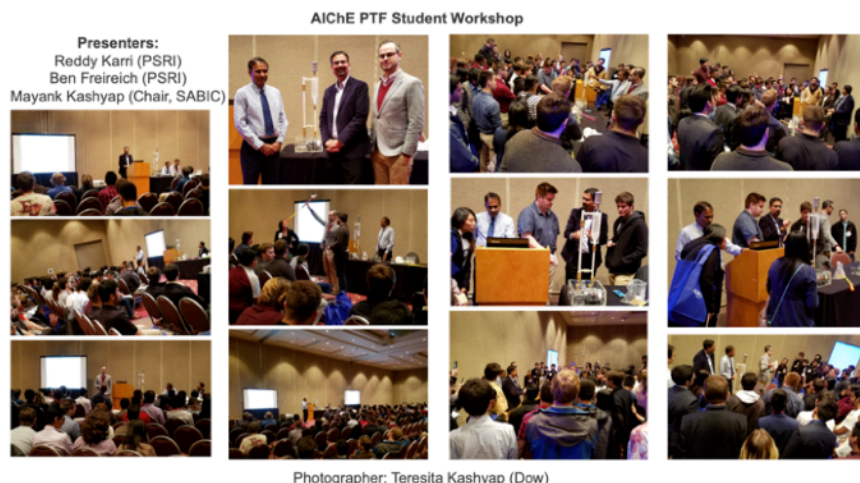 AIChE PTF Student Workshop
Presenters:
Reddy Karri (PSRI)
Ben Freireich (PSRI)
Mayank Kashyap (Chair, SABIC)
Photographer: Teresita Kashyap (Dow)